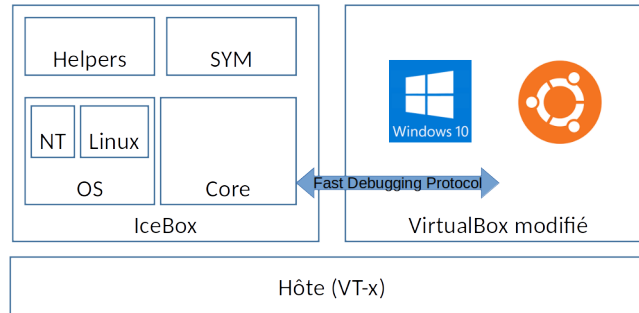 Helpers
SYM
NT
Linux
OS
Core
IceBox
Windows 10
Fast Debugging Protocol
VirtualBox modifié
Hôte (VT-x)